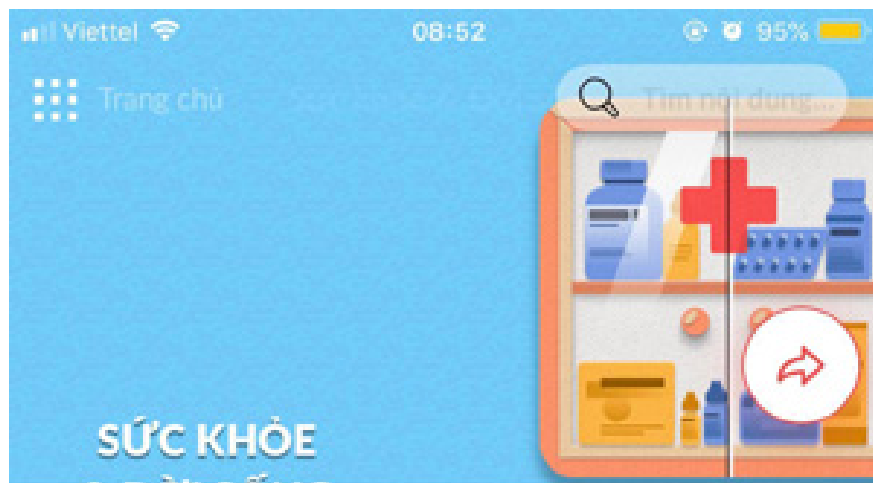 Viettel 08:52 95%
Trang chủ Tìm nội dung...
SỨC KHỎE